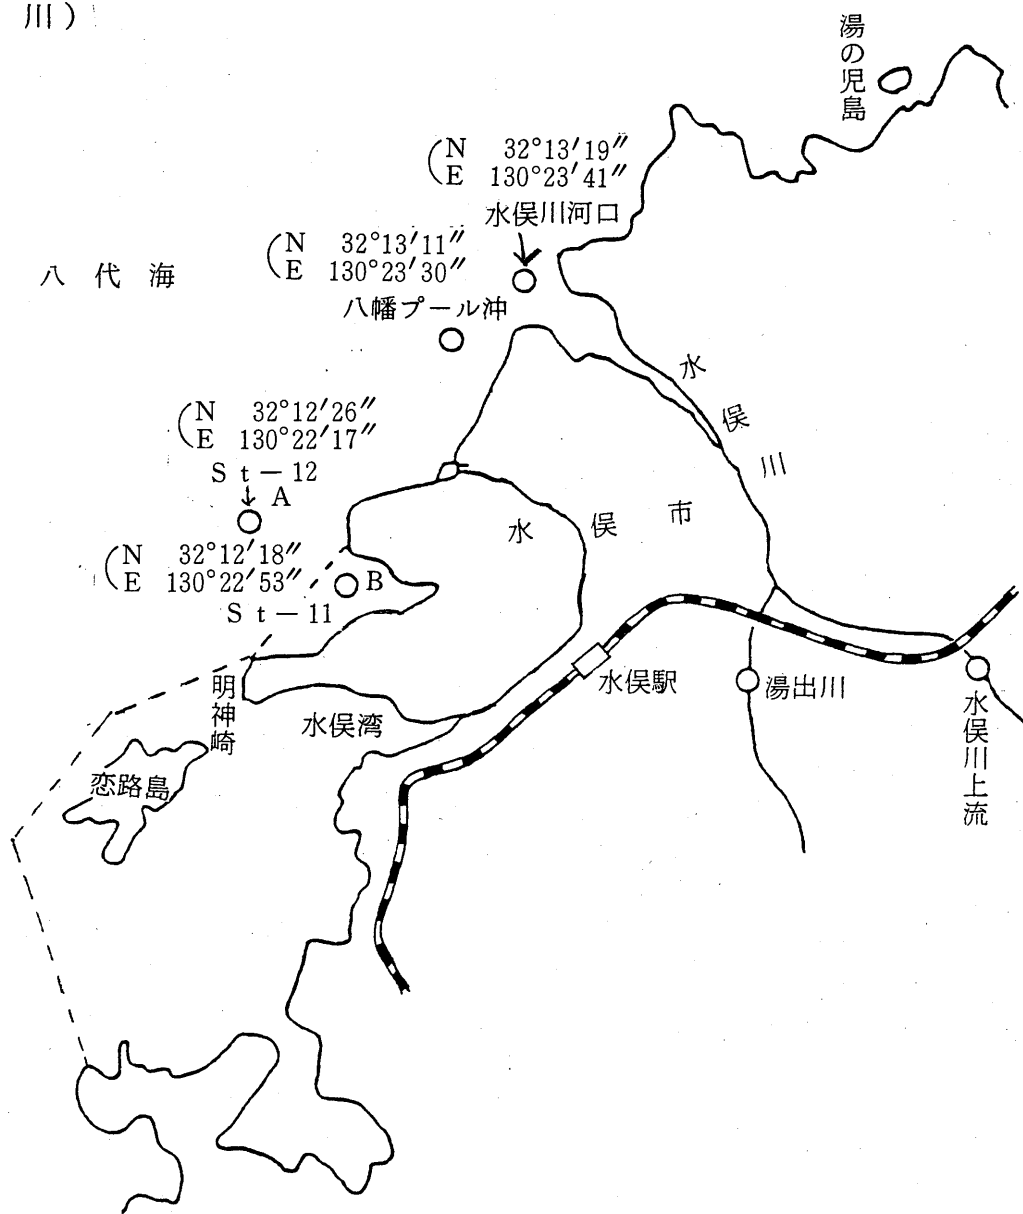 川）
湯の児島
N 32°13′19″
E 130°23′41″
水俣川河口
N 32°13′11″
E 130°23′30″
八代海
八幡プール沖
水俣川
N 32°12′26″
E 130°22′17″
St－12
A
水俣市
N 32°12′18″
E 130°22′53″
B
St－11
水俣駅
湯出川
水俣川上流
明神崎
水俣湾
恋路島